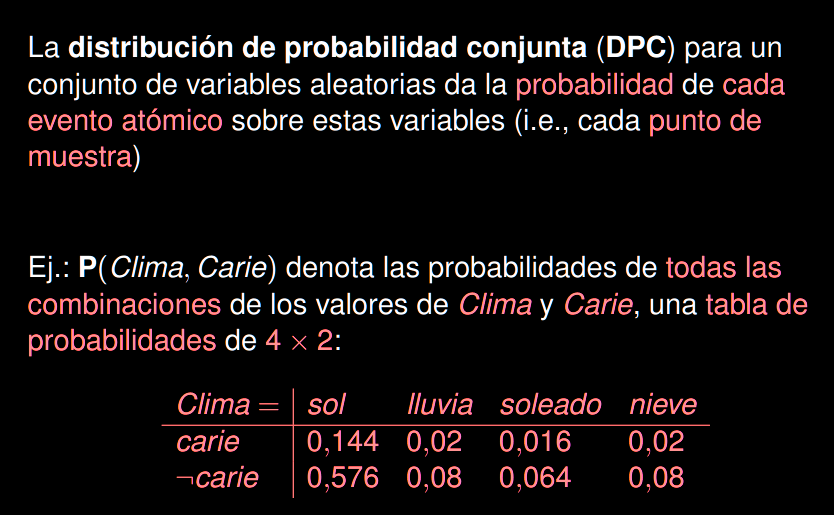 La distribución de probabilidad conjunta (DPC) para un
conjunto de variables aleatorias da la probabilidad de cada
evento atómico sobre estas variables (i.e., cada punto de
muestra)
Ej.: P(Clima, Carie) denota las probabilidades de todas las
combinaciones de los valores de Clima y Carie, una tabla de
probabilidades de 4 × 2:
Clima = sol lluvia soleado nieve
carie 0,144 0,02 0,016 0,02
¬carie 0,576 0,08 0,064 0,08